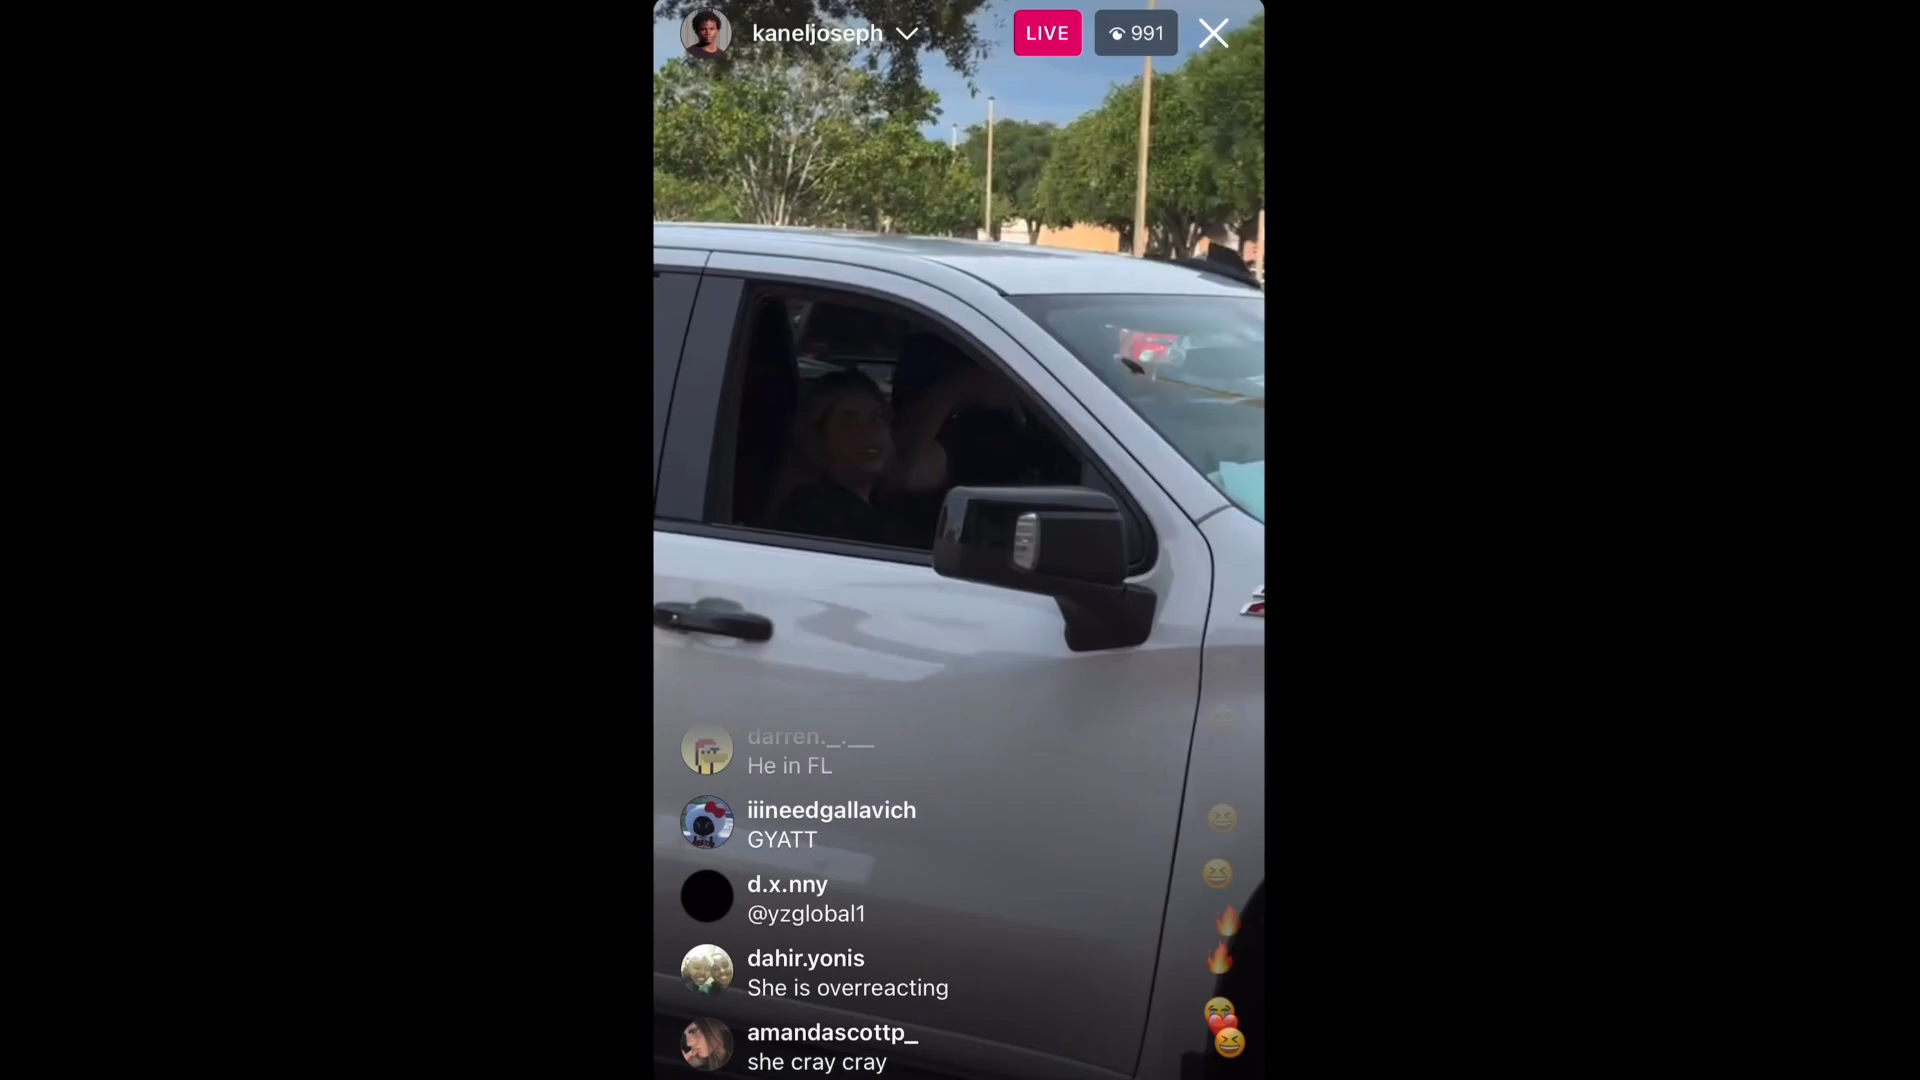 kaneljoseph
LIVE
991
darren._.__
He in FL
iiineedgallavich
GYATT
d.x.nny
@yzglobal1
dahir.yonis
She is overreacting
amandascottp_
she cray cray